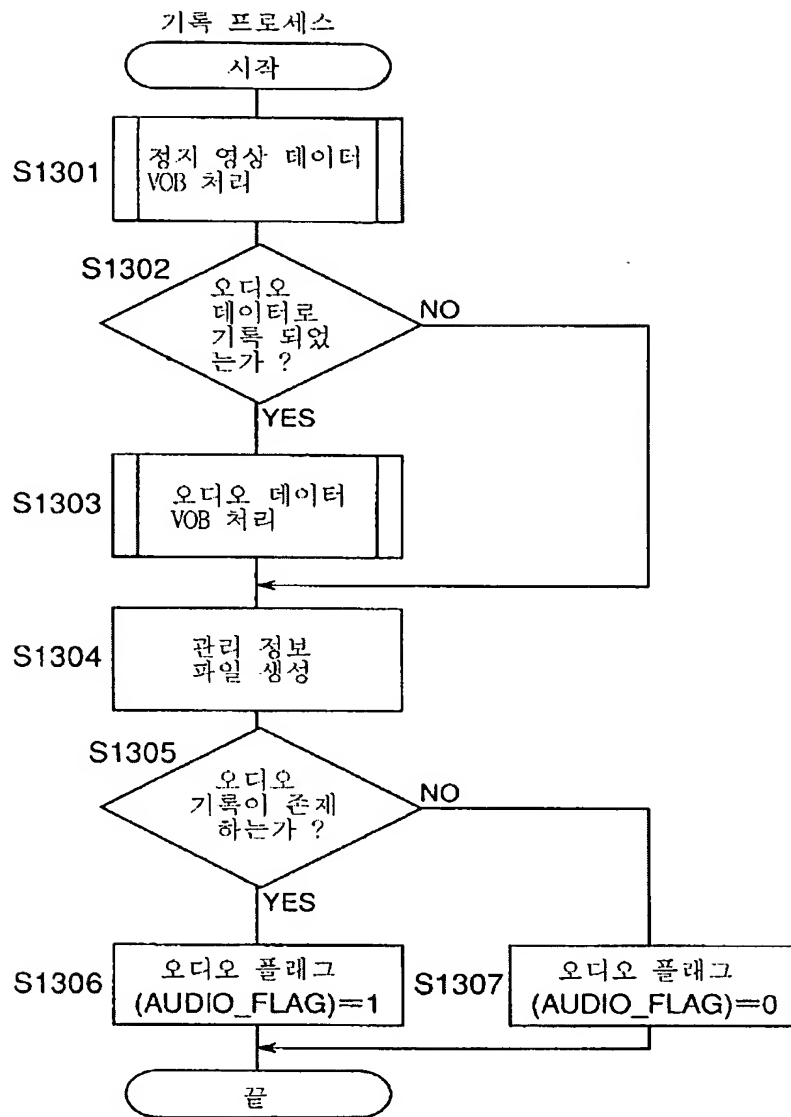 기록 프로세스
시작
S1301
정지 영상 데이터
VOB 처리
S1302
오디오
데이터로
기록 되었
는가 ?
NO
YES
S1303
오디오 데이터
VOB 처리
S1304
관리 정보
파일 생성
S1305
오디오
기록이 존재
하는가 ?
NO
YES
S1306
오디오 플래그
(AUDIO_FLAG)=1
S1307
오디오 플래그
(AUDIO_FLAG)=0
끝